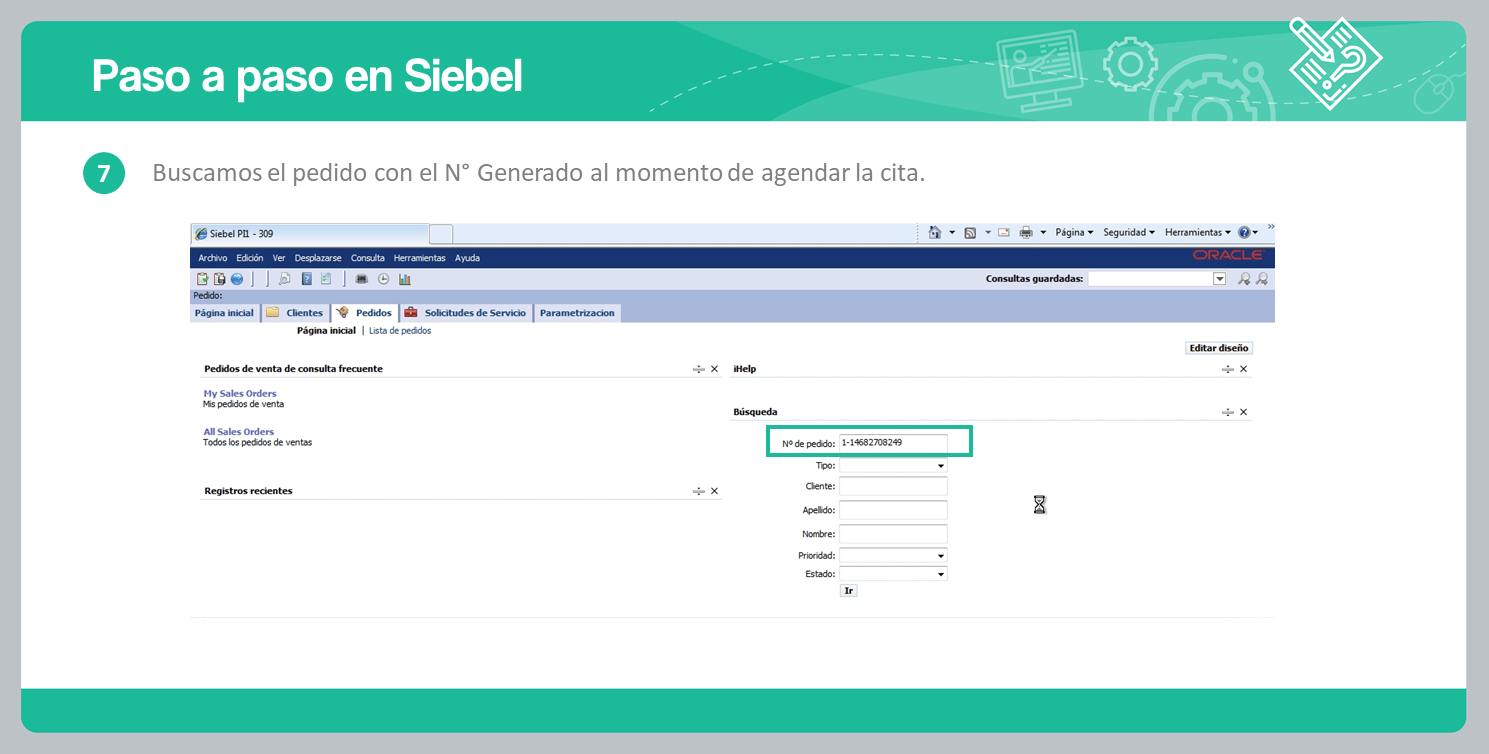 Paso a paso en Siebel
7 Buscamos el pedido con el N° Generado al momento de agendar la cita.
Siebel PI1 - 309
Página Seguridad Herramientas
Archivo Edición Ver Desplazarse Consulta Herramientas Ayuda
ORACLE
Consultas guardadas:
Pedido:
Página inicial Clientes Pedidos Solicitudes de Servicio Parametrizacion
Página inicial | Lista de pedidos
Editar diseño
Pedidos de venta de consulta frecuente
My Sales Orders
Mis pedidos de venta
All Sales Orders
Todos los pedidos de ventas
Registros recientes
iHelp
Búsqueda
Nº de pedido: 1-14682708249
Tipo:
Cliente:
Apellido:
Nombre:
Prioridad:
Estado:
Ir